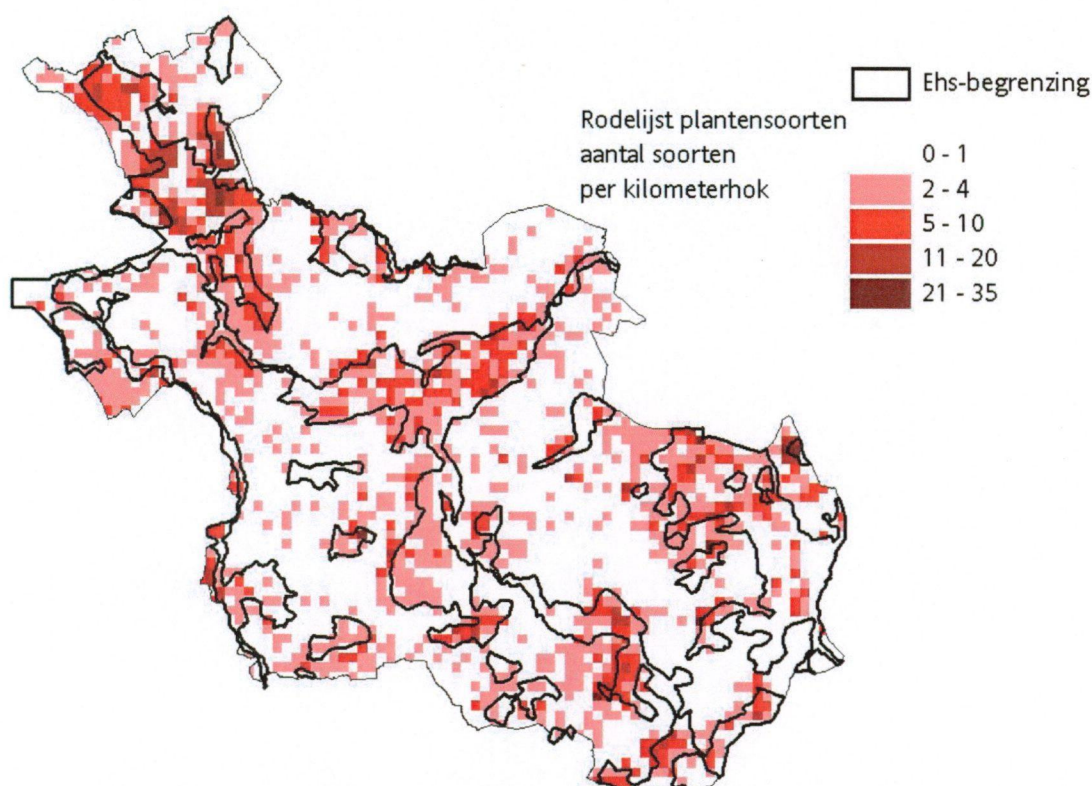 Ehs-begrenzing
Rodelijst plantensoorten
aantal soorten
per kilometerhok
0 - 1
2 - 4
5 - 10
11 - 20
21 - 35